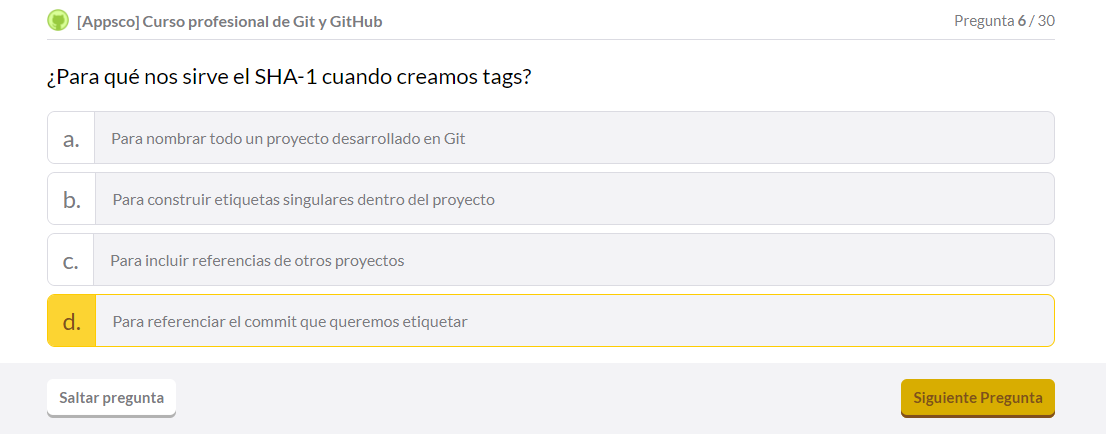 [Appsco] Curso profesional de Git y GitHub
Pregunta 6 / 30
¿Para qué nos sirve el SHA-1 cuando creamos tags?
a. Para nombrar todo un proyecto desarrollado en Git
b. Para construir etiquetas singulares dentro del proyecto
c. Para incluir referencias de otros proyectos
d. Para referenciar el commit que queremos etiquetar
Saltar pregunta
Siguiente Pregunta